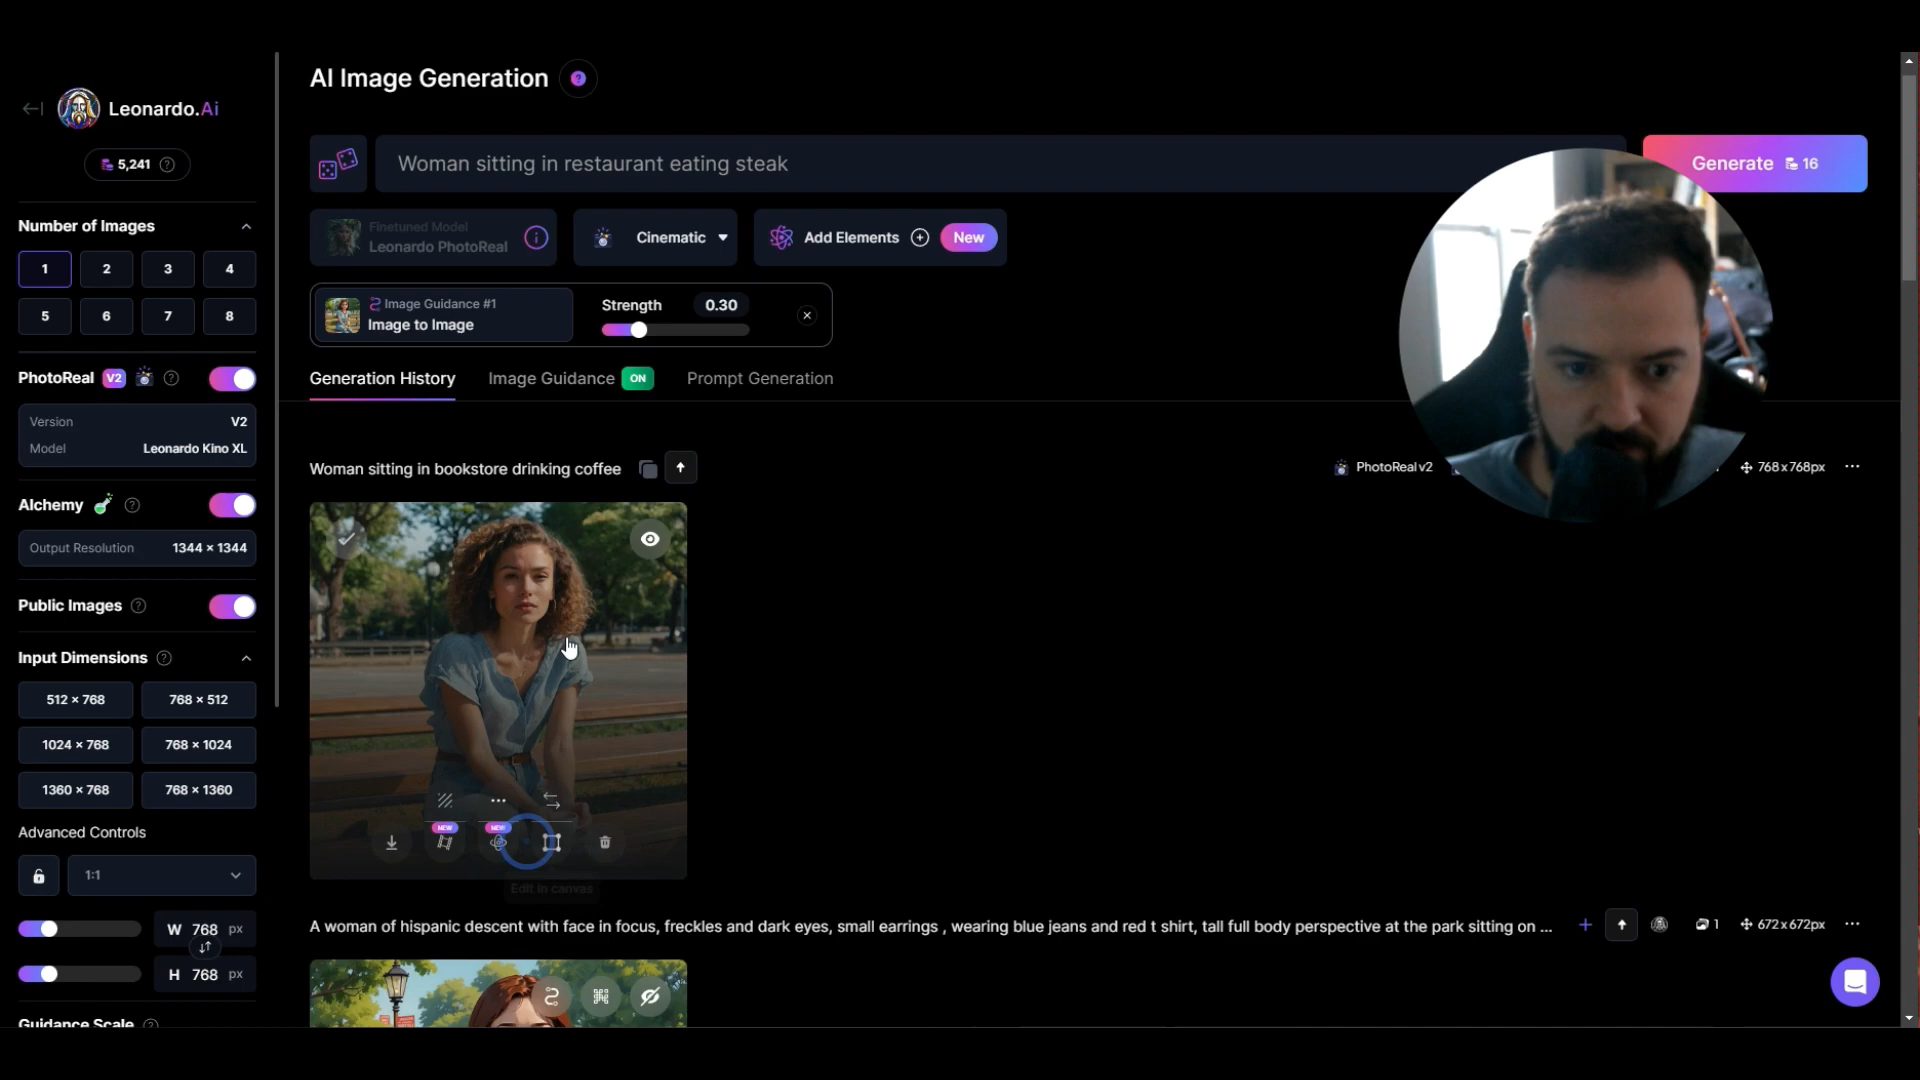 AI Image Generation
Leonardo.Ai
5,241
Woman sitting in restaurant eating steak
Generate 16
Finetuned Model
Leonardo PhotoReal
Cinematic
Add Elements
New
Number of Images
1 2 3 4
5 6 7 8
Image Guidance #1
Image to Image
Strength 0.30
PhotoReal V2
Generation History
Image Guidance ON
Prompt Generation
Version V2
Model Leonardo Kino XL
Woman sitting in bookstore drinking coffee
PhotoReal v2
768 x 768px
Alchemy
Output Resolution 1344 × 1344
Public Images
Input Dimensions
512 × 768 768 × 512
1024 × 768 768 × 1024
1360 × 768 768 × 1360
Advanced Controls
1:1
W 768 px
H 768 px
Guidance Scale
NEW NEW
Edit in canvas
A woman of hispanic descent with face in focus, freckles and dark eyes, small earrings , wearing blue jeans and red t shirt, tall full body perspective at the park sitting on ...
1
672 x 672px